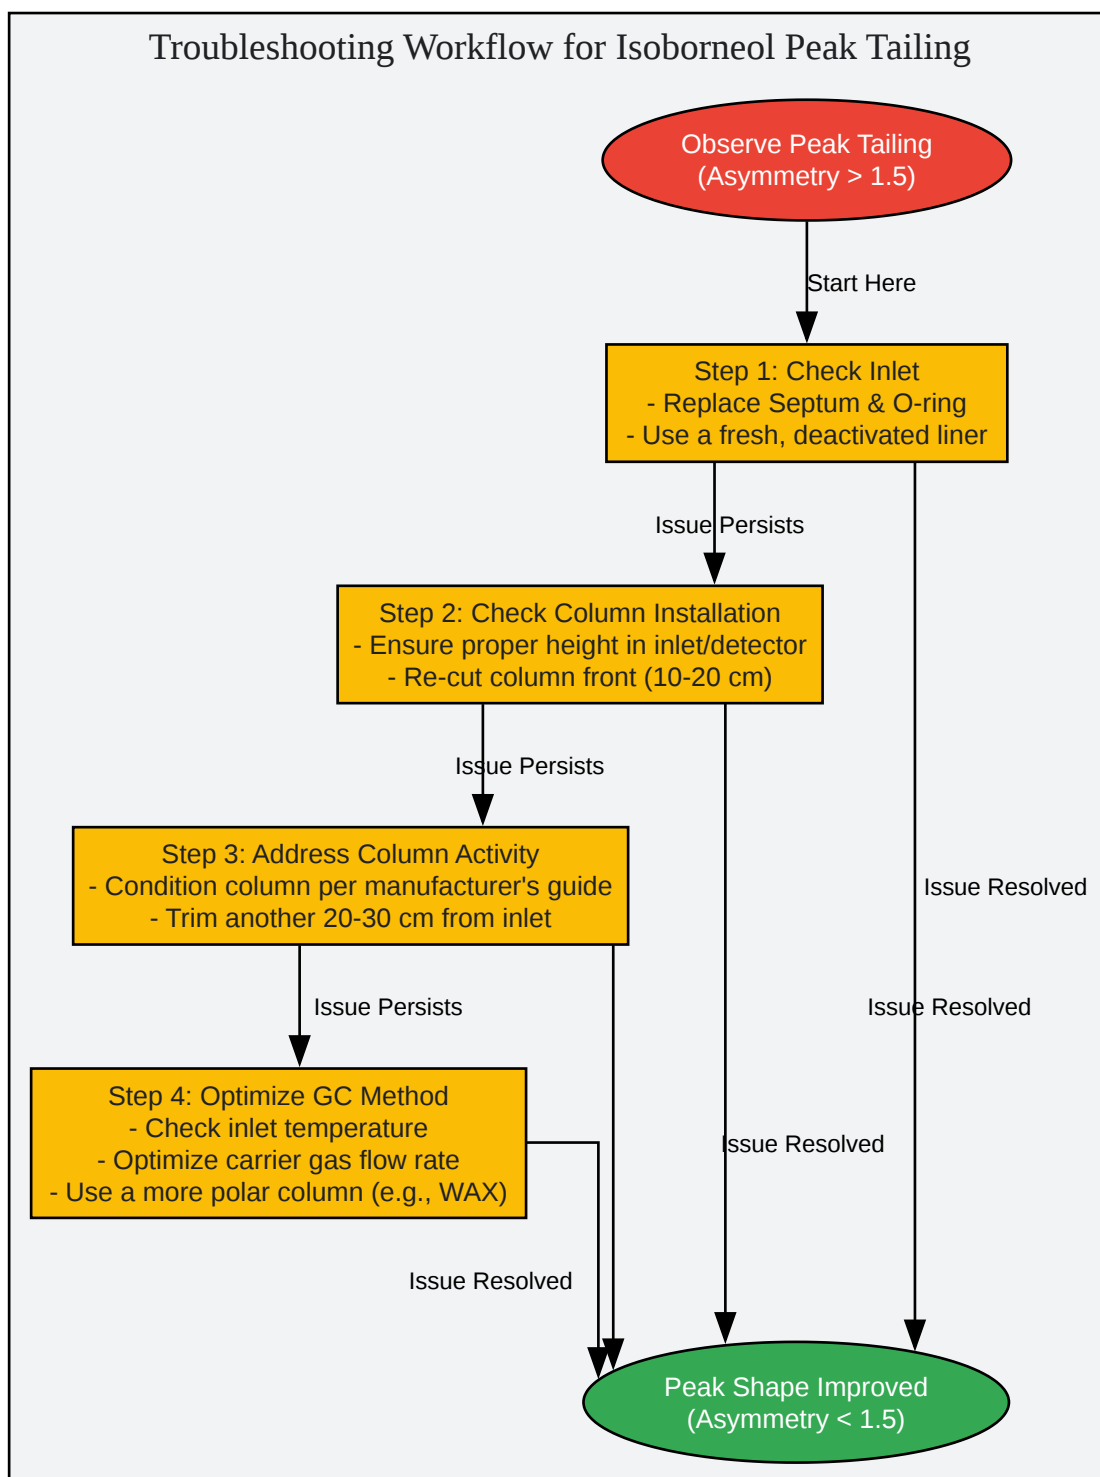 Troubleshooting Workflow for Isoborneol Peak Tailing
Observe Peak Tailing
(Asymmetry > 1.5)
Start Here
Step 1: Check Inlet
- Replace Septum & O-ring
- Use a fresh, deactivated liner
Issue Persists
Step 2: Check Column Installation
- Ensure proper height in inlet/detector
- Re-cut column front (10-20 cm)
Issue Persists
Step 3: Address Column Activity
- Condition column per manufacturer's guide
- Trim another 20-30 cm from inlet
Issue Resolved
Issue Persists
Issue Resolved
Step 4: Optimize GC Method
- Check inlet temperature
- Optimize carrier gas flow rate
- Use a more polar column (e.g., WAX)
Issue Resolved
Issue Resolved
Peak Shape Improved
(Asymmetry < 1.5)